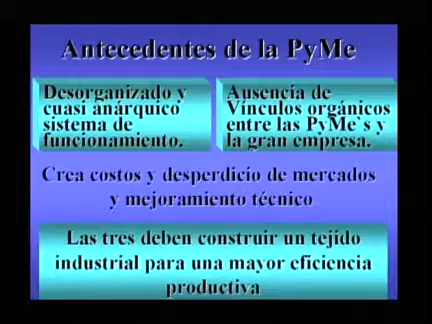 Antecedentes de la PyMe
Desorganizado y
cuasi anárquico
sistema de
funcionamiento.
Ausencia de
Vínculos orgánicos
entre las PyMe`s y
la gran empresa.
Crea costos y desperdicio de mercados
y mejoramiento técnico
Las tres deben construir un tejido
industrial para una mayor eficiencia
productiva